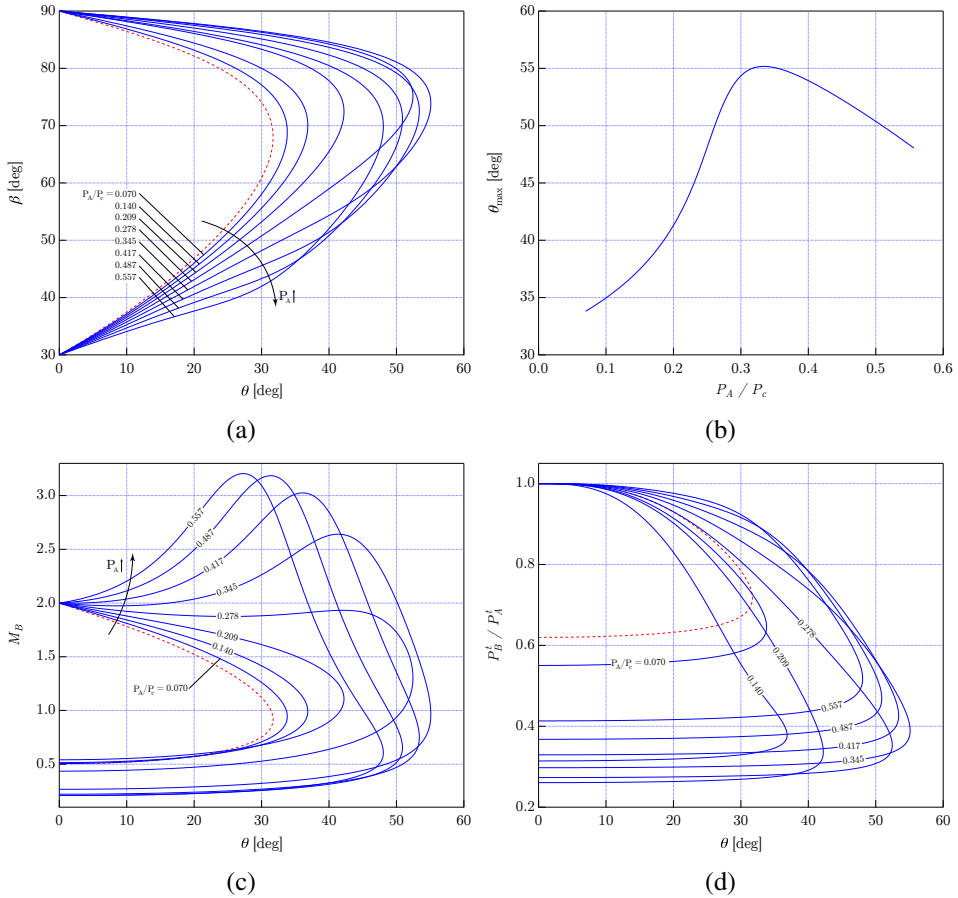 90
80
70
60
50
40
30
β [deg]
P_A/P_c = 0.070
0.140
0.209
0.278
0.345
0.417
0.487
0.557
P_A↑
0 10 20 30 40 50 60
θ [deg]
(a)
60
55
50
45
40
35
30
θ_max [deg]
0.0 0.1 0.2 0.3 0.4 0.5 0.6
P_A / P_c
(b)
3.0
2.5
2.0
1.5
1.0
0.5
M_B
P_A↑
0.557
0.487
0.417
0.345
0.278
0.209
0.140
P_A/P_c = 0.070
0 10 20 30 40 50 60
θ [deg]
(c)
1.0
0.8
0.6
0.4
0.2
P_B^t / P_A^t
P_A/P_c = 0.070
0.140
0.209
0.278
0.557
0.487
0.417
0.345
0 10 20 30 40 50 60
θ [deg]
(d)